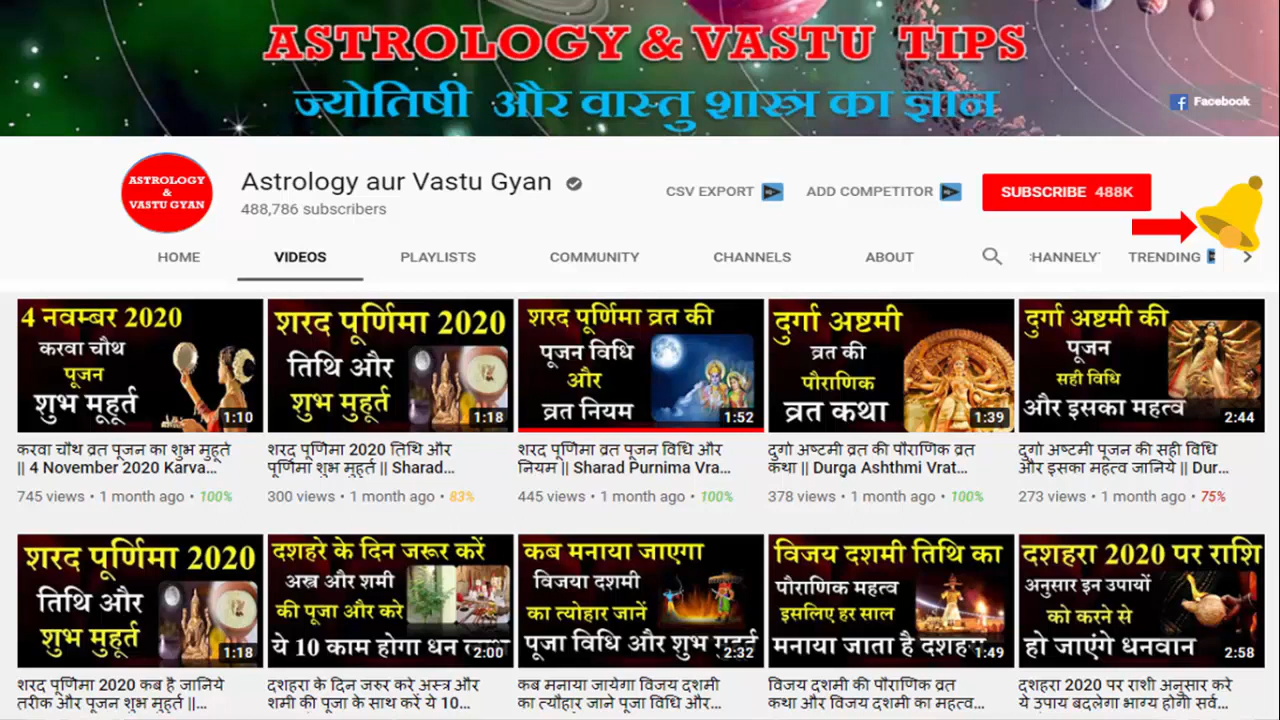 ASTROLOGY & VASTU TIPS
ज्योतिषी और वास्तु शास्त्र का ज्ञान
Facebook
ASTROLOGY
&
VASTU GYAN
Astrology aur Vastu Gyan
488,786 subscribers
CSV EXPORT
ADD COMPETITOR
SUBSCRIBE 488K
HOME
VIDEOS
PLAYLISTS
COMMUNITY
CHANNELS
ABOUT
HANNELY
TRENDING
4 नवम्बर 2020
करवा चौथ
पूजन
शुभ मुहूर्त
1:10
करवा चौथ व्रत पूजन का शुभ मुहूर्त
|| 4 November 2020 Karva...
745 views • 1 month ago • 100%
शरद पूर्णिमा 2020
तिथि और
शुभ मुहूर्त
1:18
शरद पूर्णिमा 2020 तिथि और
पूर्णिमा शुभ मुहूर्त || Sharad...
300 views • 1 month ago • 83%
शरद पूर्णिमा व्रत की
पूजन विधि
और
व्रत नियम
1:52
शरद पूर्णिमा व्रत पूजन विधि और
नियम || Sharad Purnima Vra...
445 views • 1 month ago • 100%
दुर्गा अष्टमी
व्रत की
पौराणिक
व्रत कथा
1:39
दुर्गा अष्टमी व्रत की पौराणिक व्रत
कथा || Durga Ashthmi Vrat...
378 views • 1 month ago • 100%
दुर्गा अष्टमी की
पूजन
सही विधि
और इसका महत्व
2:44
दुर्गा अष्टमी पूजन की सही विधि
और इसका महत्व जानिये || Dur...
273 views • 1 month ago • 75%
शरद पूर्णिमा 2020
तिथि और
शुभ मुहूर्त
1:18
शरद पूर्णिमा 2020 कब है जानिये
तरीक और पूजन शुभ मुहूर्त ||...
दशहरे के दिन जरूर करें
अस्त्र और शमी
की पूजा और करे
ये 10 काम होगा धन
2:00
दशहरा के दिन जरुर करे अस्त्र और
शमी की पूजा के साथ करें ये 10...
कब मनाया जाएगा
विजया दशमी
का त्योहार जानें
पूजा विधि और शुभ मुहूर्त
2:32
कब मनाया जायेगा विजय दशमी
का त्यौहार जाने पूजा विधि और...
विजय दशमी तिथि का
पौराणिक महत्व
इसलिए हर साल
मनाया जाता है दशह
1:49
विजय दशमी की पौराणिक व्रत
कथा और विजय दशमी का महत्व...
दशहरा 2020 पर राशि
अनुसार इन उपायों
को करने से
हो जाएंगे धनवान
2:58
दशहरा 2020 पर राशी अनुसार करे
ये उपाय बदलेगा भाग्य होगी सर्व...